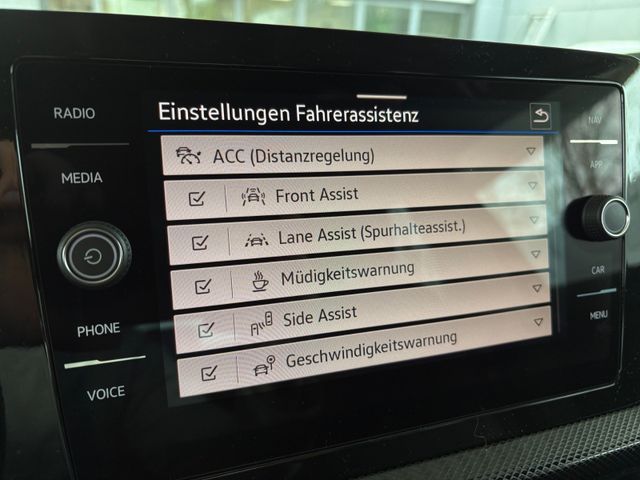 RADIO
MEDIA
PHONE
VOICE
Einstellungen Fahrerassistenz
ACC (Distanzregelung)
Front Assist
Lane Assist (Spurhalteassist.)
Müdigkeitswarnung
Side Assist
Geschwindigkeitswarnung
NAV
APP
CAR
MENU